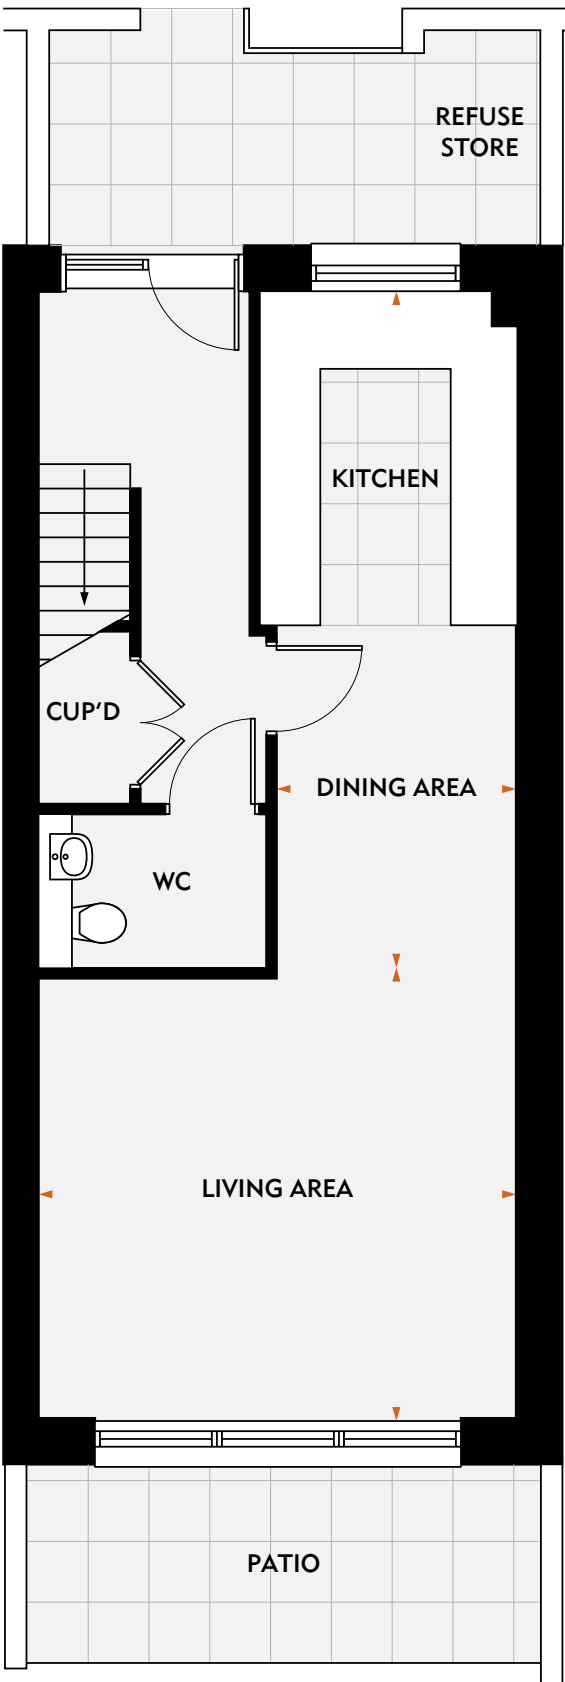 REFUSE
STORE
KITCHEN
CUP'D
DINING AREA
WC
LIVING AREA
PATIO